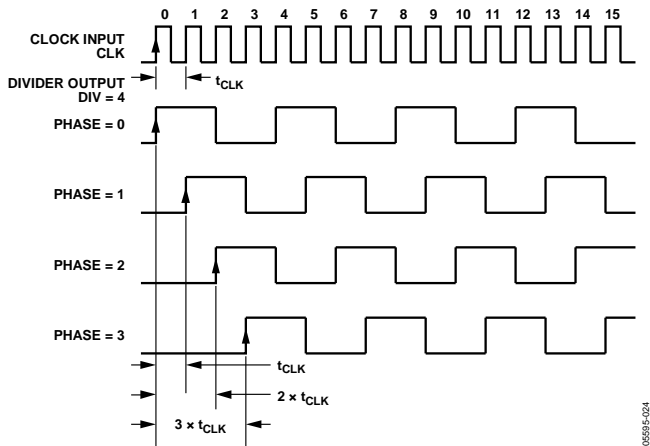 0 1 2 3 4 5 6 7 8 9 10 11 12 13 14 15
CLOCK INPUT
CLK
tCLK
DIVIDER OUTPUT
DIV = 4
PHASE = 0
PHASE = 1
PHASE = 2
PHASE = 3
tCLK
2 × tCLK
3 × tCLK
05595-024